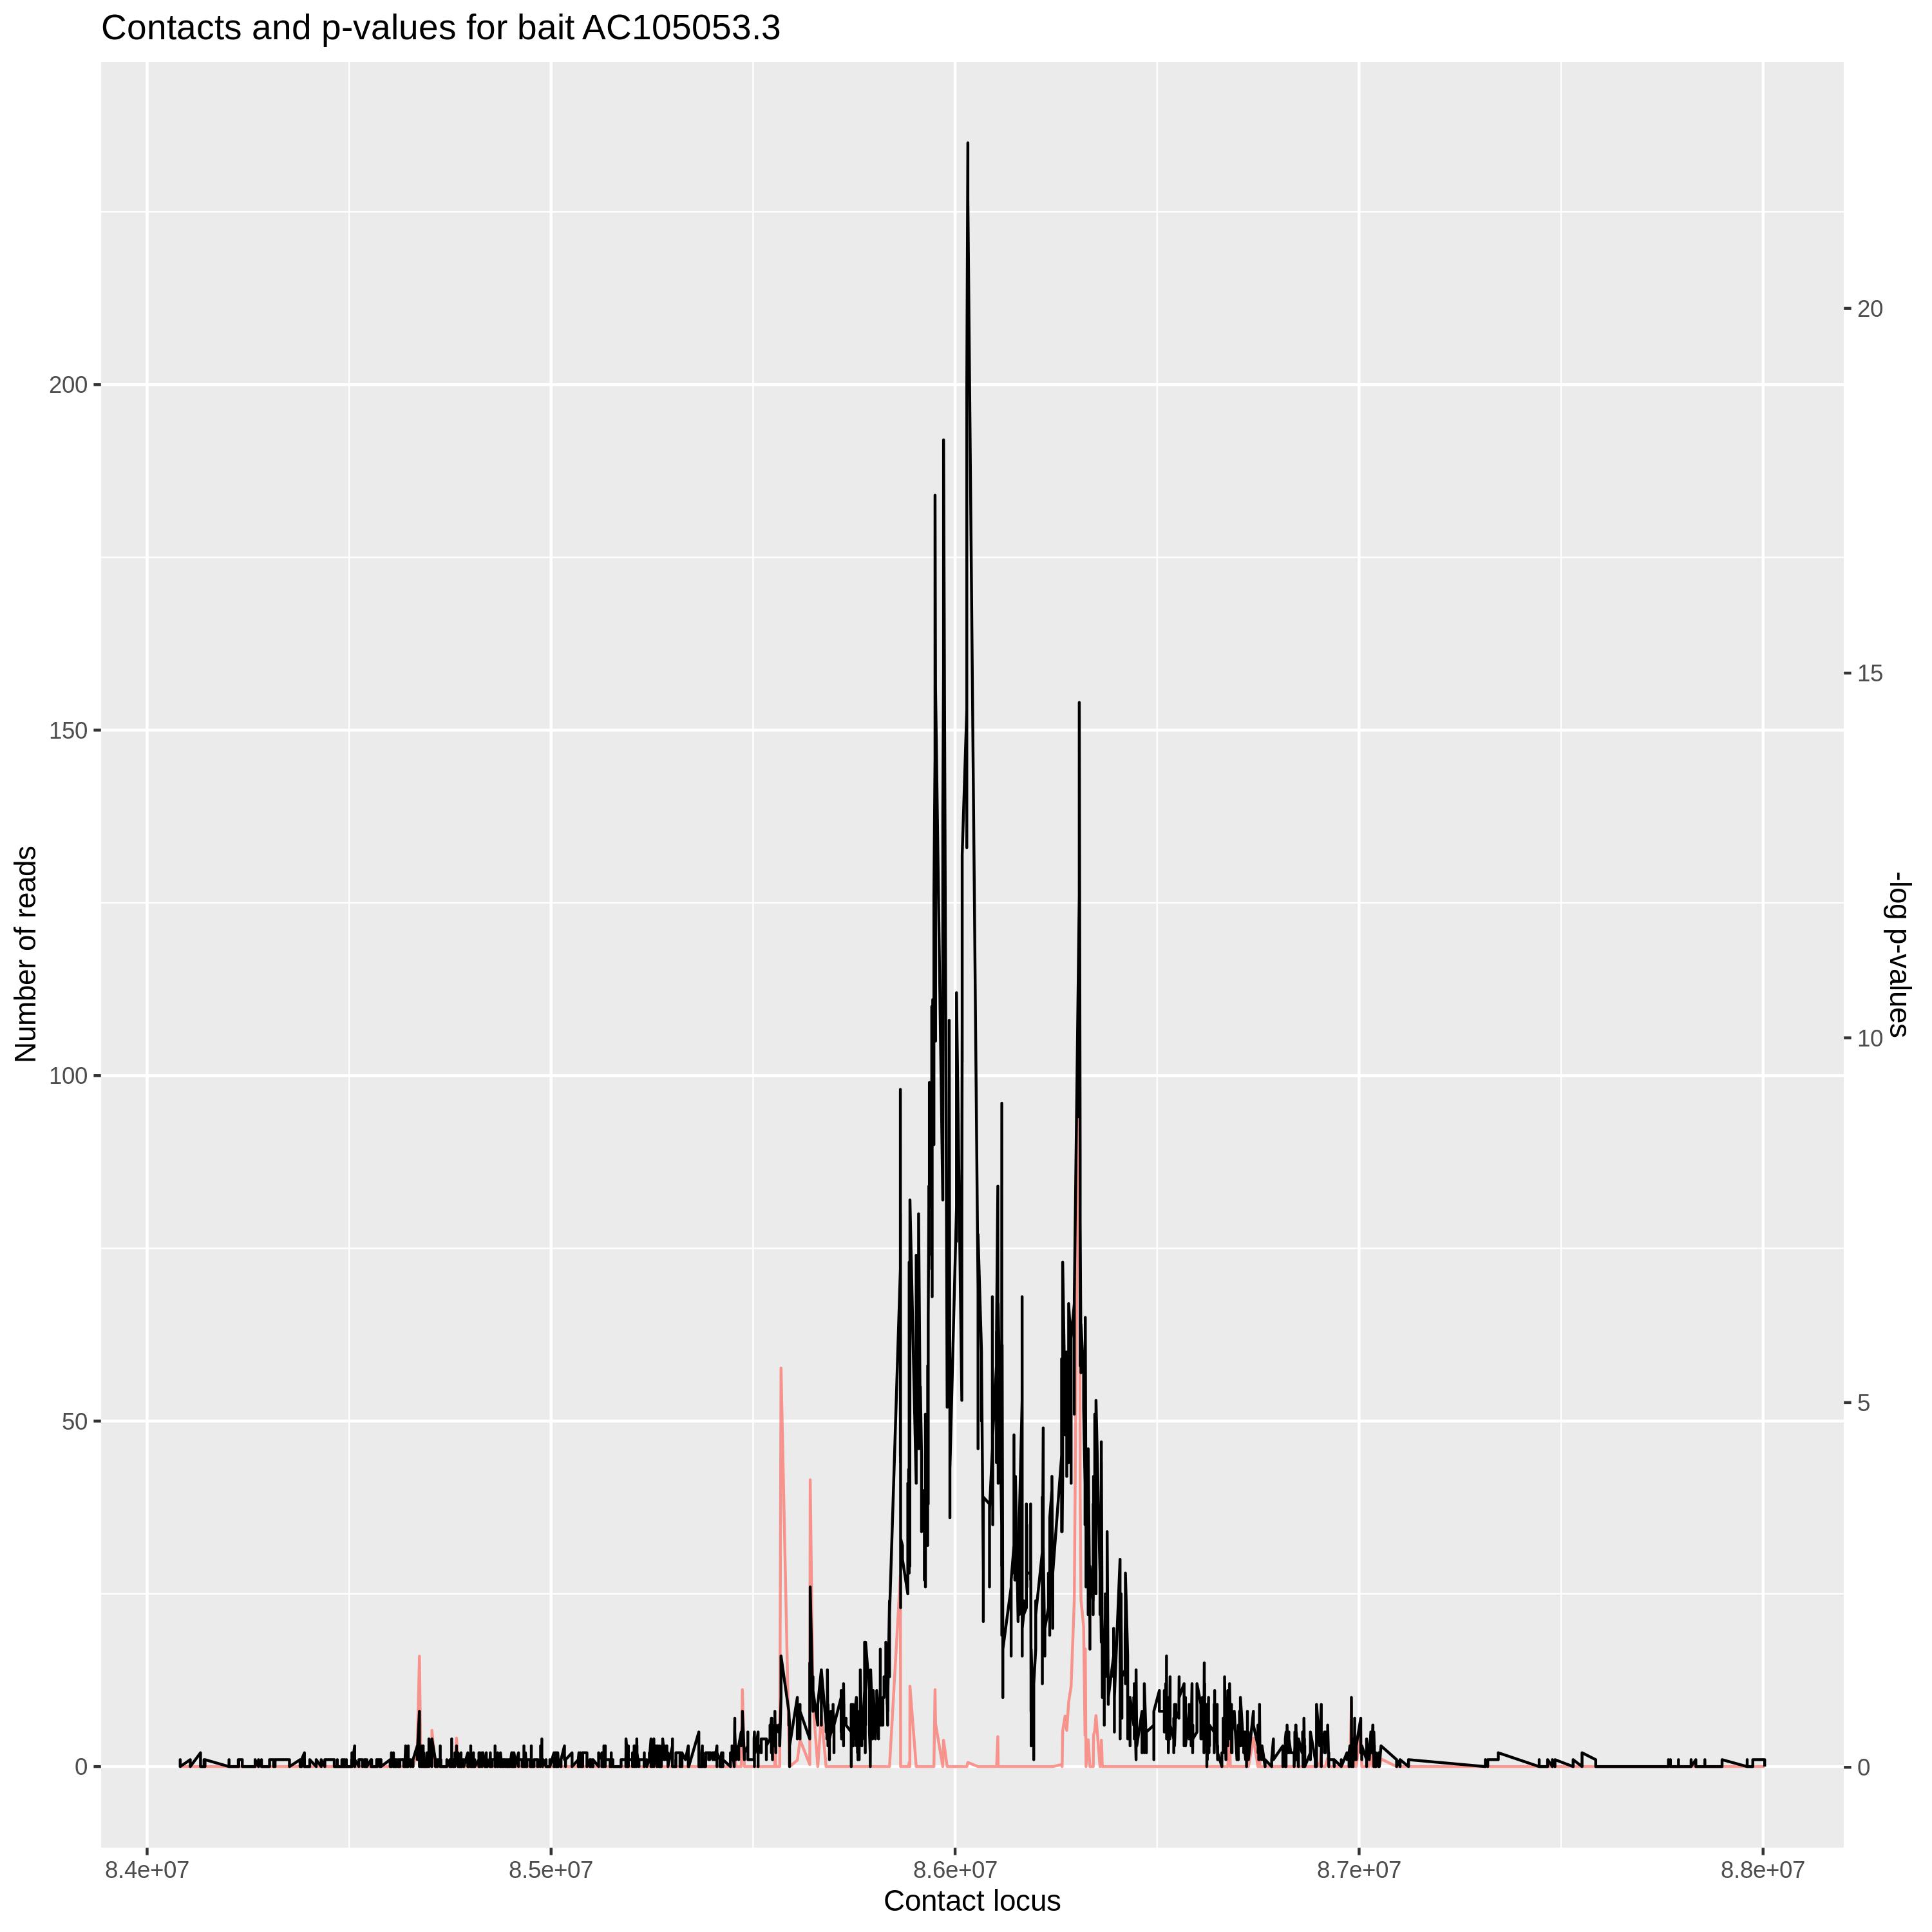 Contacts and p-values for bait AC105053.3
Number of reads
200
150
100
50
0
20
15
10
5
0
-log p-values
8.4e+07 8.5e+07 8.6e+07 8.7e+07 8.8e+07
Contact locus